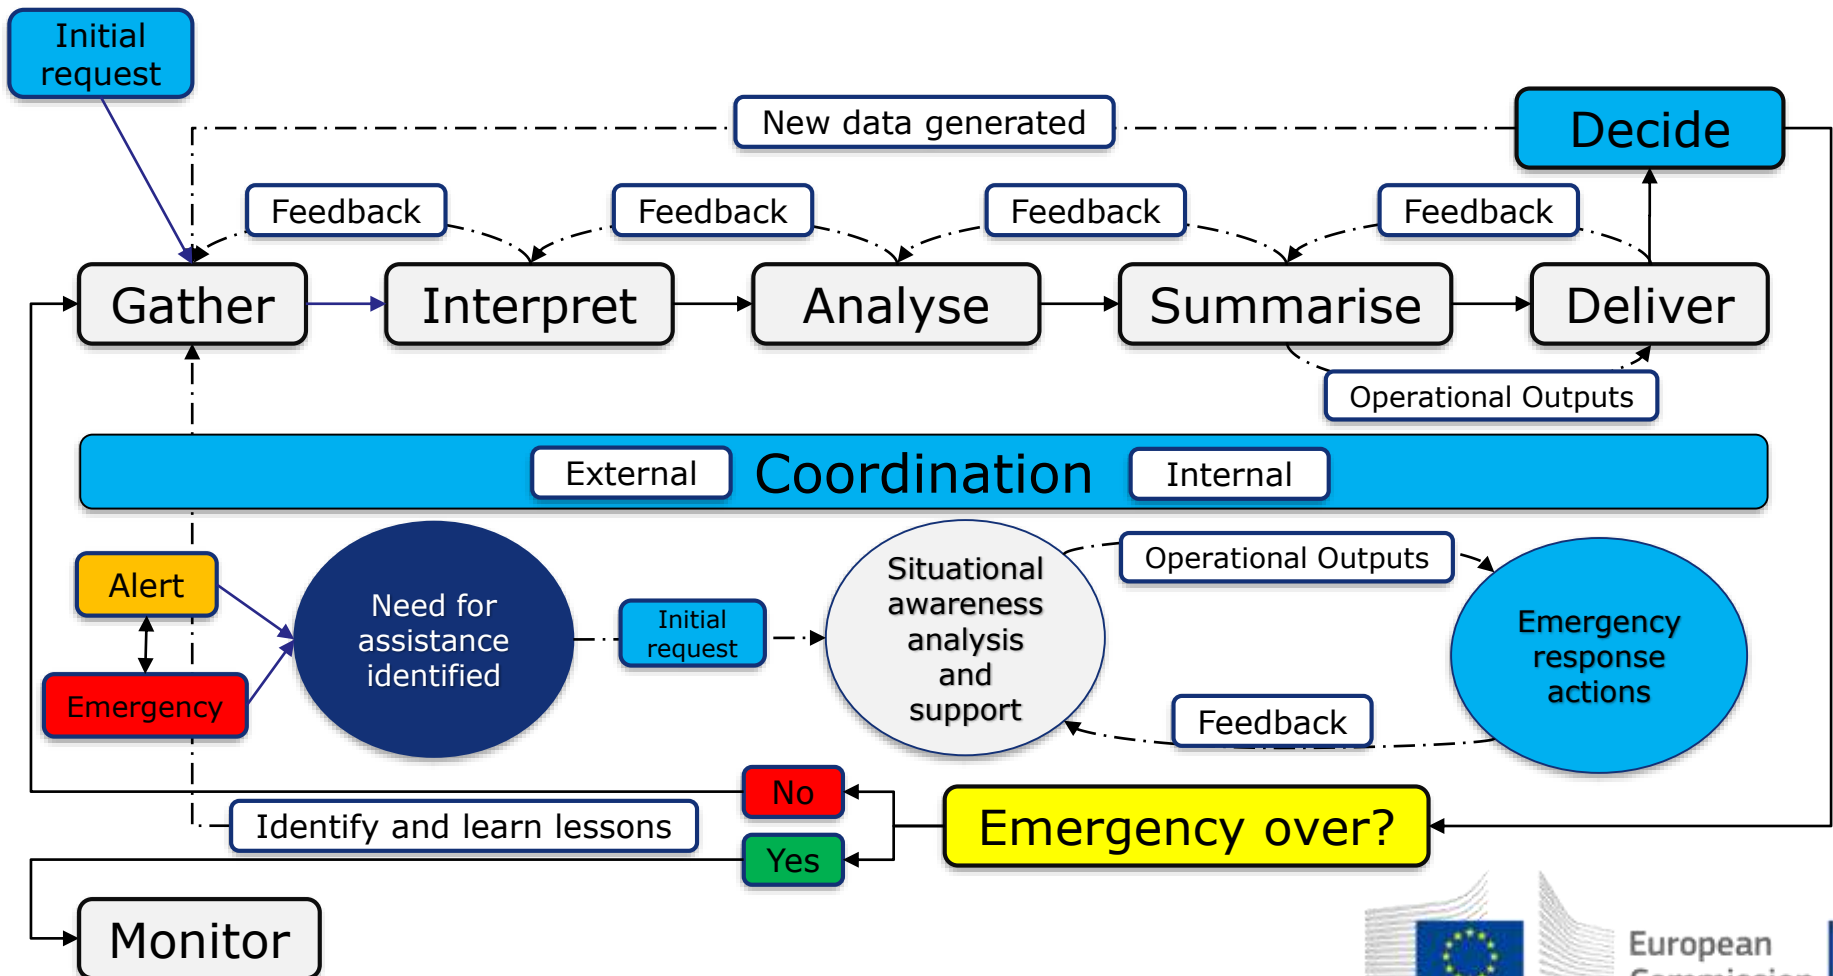 Initial
request
New data generated
Decide
Feedback
Feedback
Feedback
Feedback
Gather
Interpret
Analyse
Summarise
Deliver
Operational Outputs
External
Coordination
Internal
Alert
Emergency
Need for
assistance
identified
Initial
request
Situational
awareness
analysis
and
support
Operational Outputs
Feedback
Emergency
response
actions
No
Identify and learn lessons
Yes
Emergency over?
Monitor
European
Commission